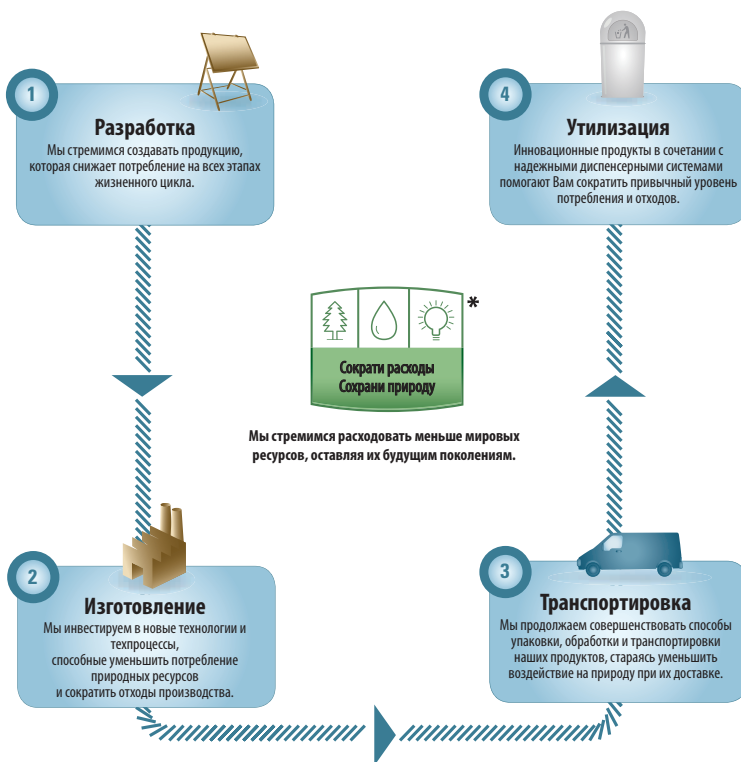 1
Разработка
Мы стремимся создавать продукцию,
которая снижает потребление на всех этапах
жизненного цикла.
4
Утилизация
Инновационные продукты в сочетании с
надежными диспенсерными системами
помогают Вам сократить привычный уровень
потребления и отходов.
*
Сократи расходы
Сохрани природу
Мы стремимся расходовать меньше мировых
ресурсов, оставляя их будущим поколениям.
2
Изготовление
Мы инвестируем в новые технологии и
техпроцессы,
способные уменьшить потребление
природных ресурсов
и сократить отходы производства.
3
Транспортировка
Мы продолжаем совершенствовать способы
упаковки, обработки и транспортировки
наших продуктов, стараясь уменьшить
воздействие на природу при их доставке.